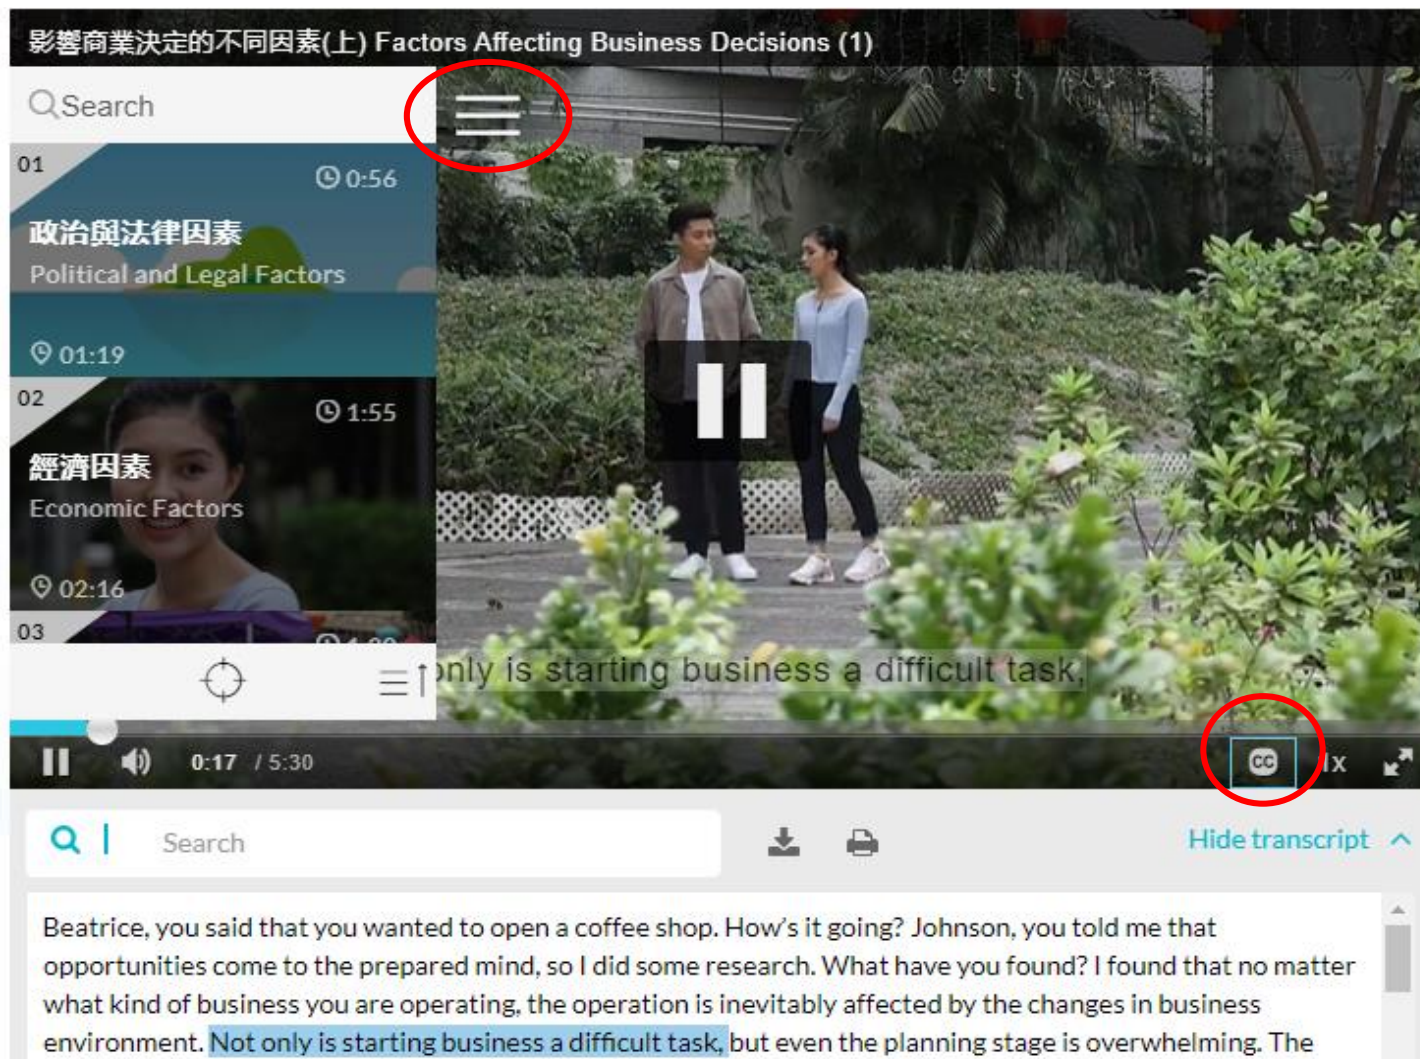 影響商業決定的不同因素(上) Factors Affecting Business Decisions (1)
Search
01
0:56
政治與法律因素
Political and Legal Factors
01:19
02
1:55
經濟因素
Economic Factors
02:16
03
only is starting business a difficult task,
0:17 / 5:30
CC
1x
Search
Hide transcript
Beatrice, you said that you wanted to open a coffee shop. How's it going? Johnson, you told me that
opportunities come to the prepared mind, so I did some research. What have you found? I found that no matter
what kind of business you are operating, the operation is inevitably affected by the changes in business
environment. Not only is starting business a difficult task, but even the planning stage is overwhelming. The